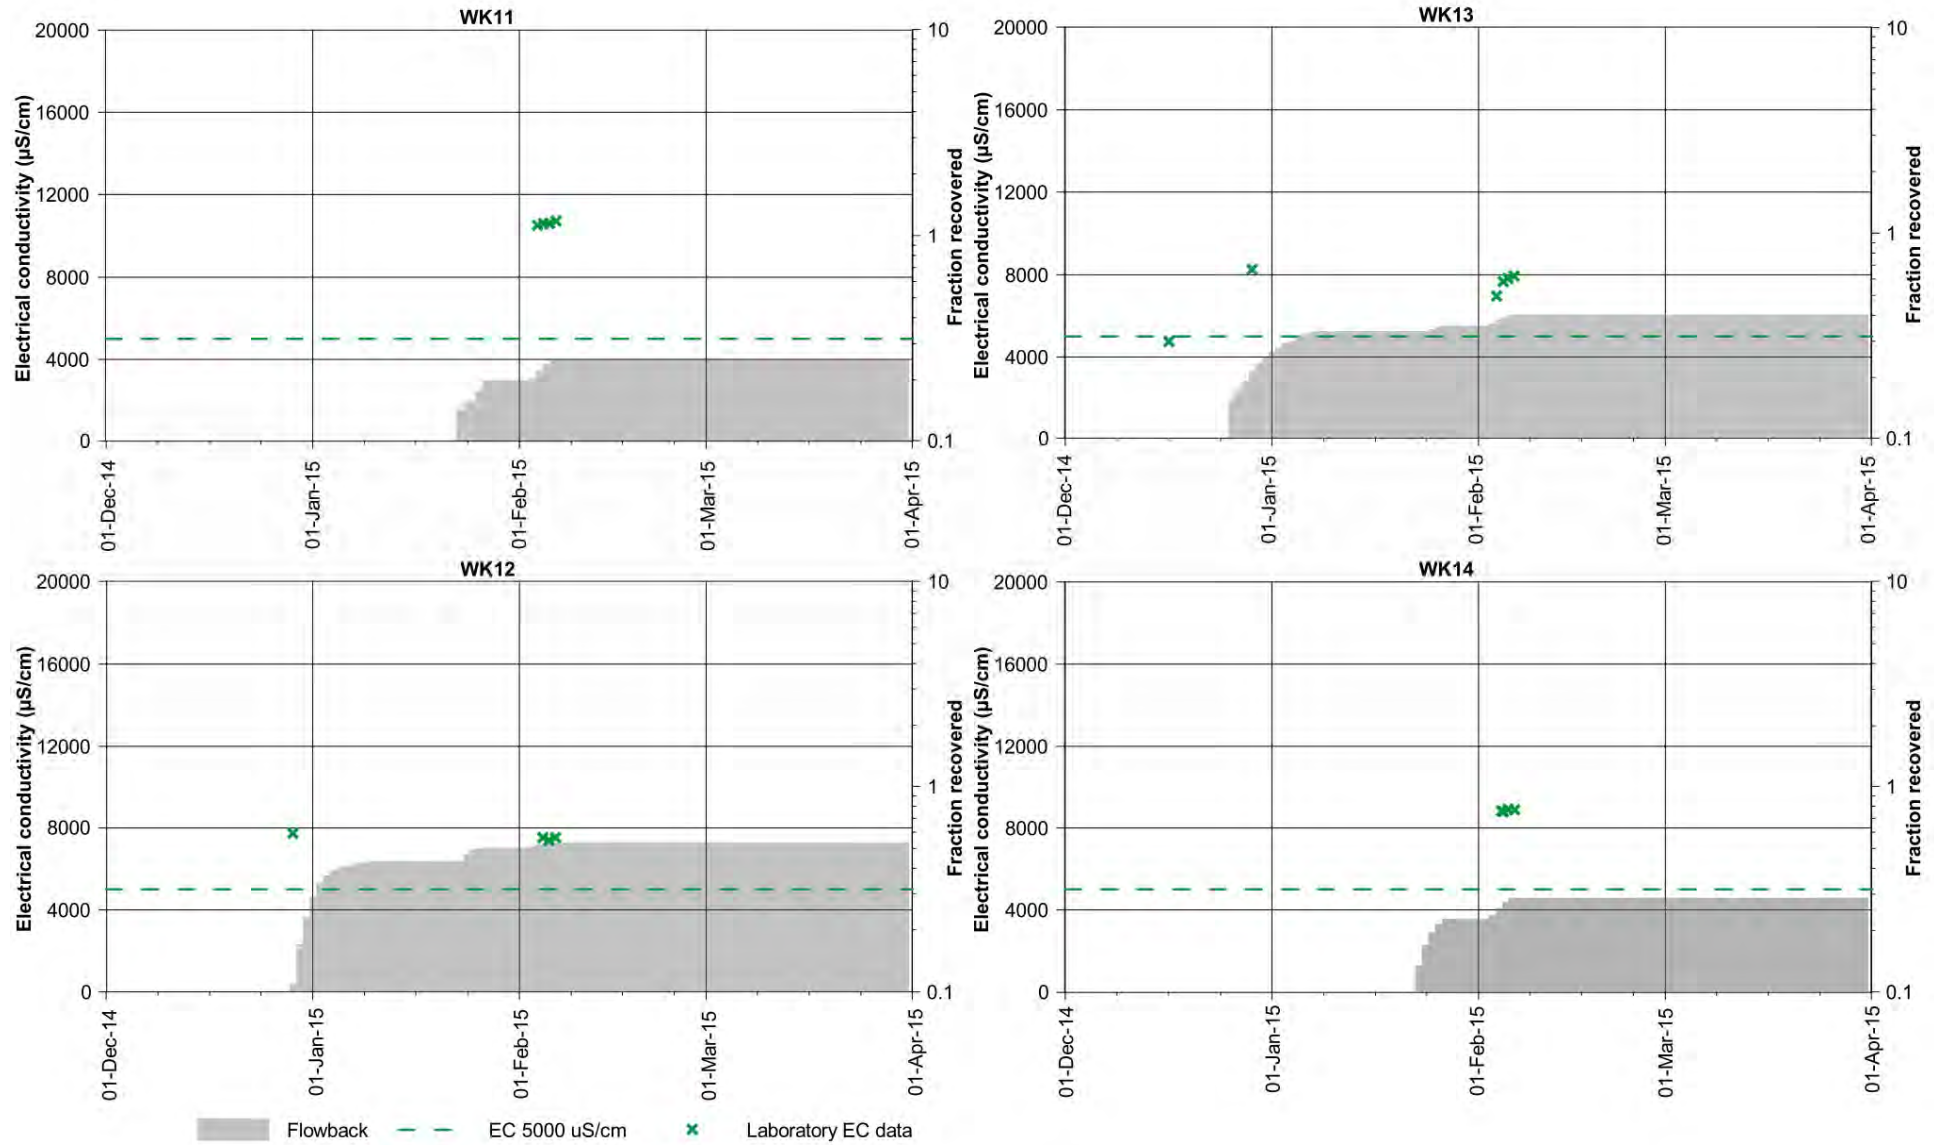 WK11
20000
16000
12000
8000
4000
0
Electrical conductivity (µS/cm)
10
1
0.1
Fraction recovered
01-Dec-14
01-Jan-15
01-Feb-15
01-Mar-15
01-Apr-15
WK13
20000
16000
12000
8000
4000
0
Electrical conductivity (µS/cm)
10
1
0.1
Fraction recovered
01-Dec-14
01-Jan-15
01-Feb-15
01-Mar-15
01-Apr-15
WK12
20000
16000
12000
8000
4000
0
Electrical conductivity (µS/cm)
10
1
0.1
Fraction recovered
01-Dec-14
01-Jan-15
01-Feb-15
01-Mar-15
01-Apr-15
WK14
20000
16000
12000
8000
4000
0
Electrical conductivity (µS/cm)
10
1
0.1
Fraction recovered
01-Dec-14
01-Jan-15
01-Feb-15
01-Mar-15
01-Apr-15
Flowback
EC 5000 uS/cm
Laboratory EC data